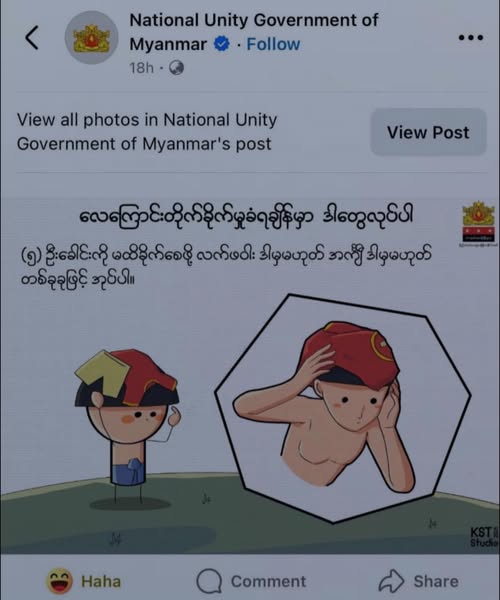 National Unity Government of
Myanmar · Follow
18h ·
View all photos in National Unity
Government of Myanmar's post
View Post
လေကြောင်းတိုက်ခိုက်မှုခံရချိန်မှာ ဒါတွေလုပ်ပါ
(၅) ဦးခေါင်းကို မထိခိုက်စေဖို့ လက်ဖဝါး ဒါမှမဟုတ် အင်္ကျီ ဒါမှမဟုတ်
တစ်ခုခုဖြင့် အုပ်ပါ။
KST
Studio
Haha
Comment
Share